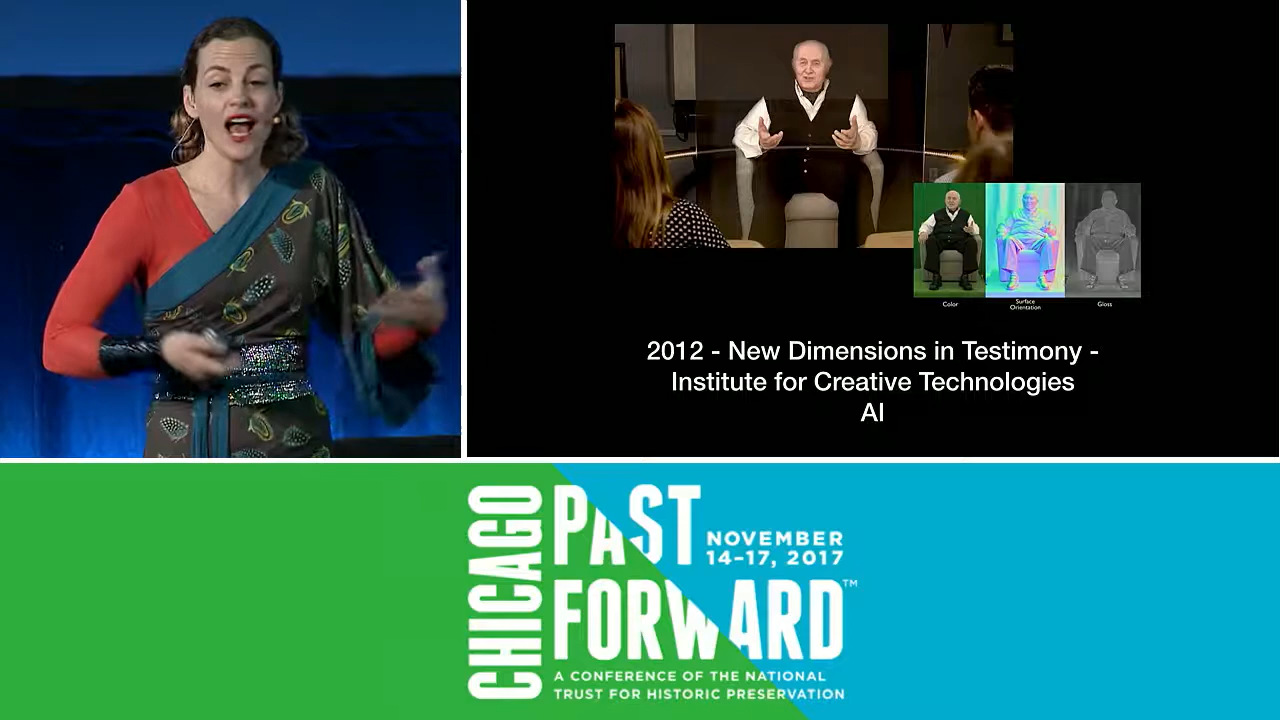 Color
Surface
Orientation
Gloss
2012 - New Dimensions in Testimony -
Institute for Creative Technologies
AI
CHICAGO
PAST
FORWARD™
NOVEMBER
14–17, 2017
A CONFERENCE OF THE NATIONAL
TRUST FOR HISTORIC PRESERVATION